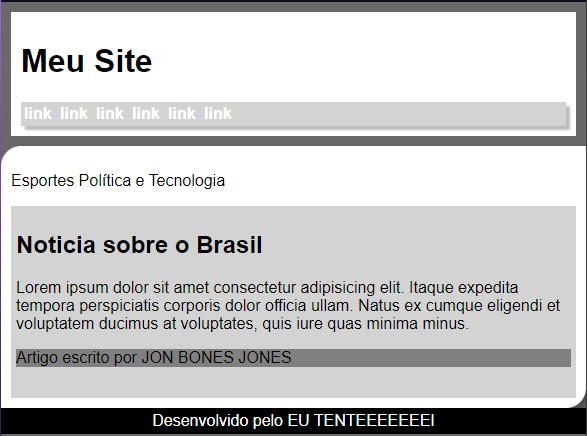 Meu Site
link link link link link link
Esportes Política e Tecnologia
Noticia sobre o Brasil
Lorem ipsum dolor sit amet consectetur adipisicing elit. Itaque expedita
tempora perspiciatis corporis dolor officia ullam. Natus ex cumque eligendi et
voluptatem ducimus at voluptates, quis iure quas minima minus.
Artigo escrito por JON BONES JONES
Desenvolvido pelo EU TENTEEEEEEEI